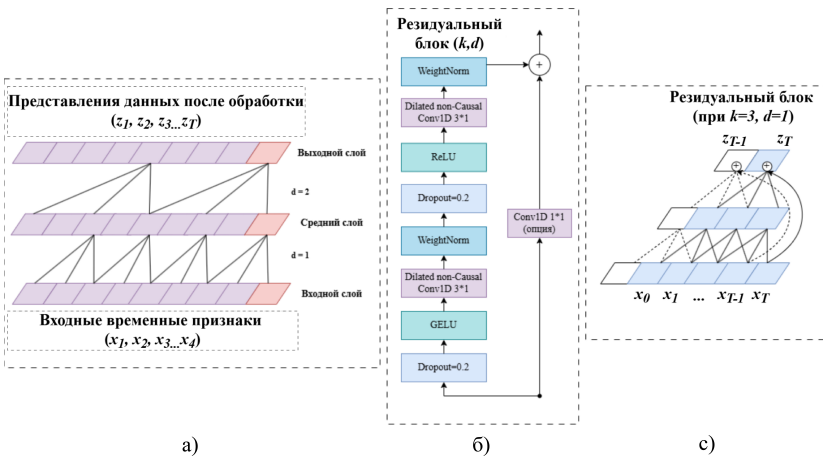 Представления данных после обработки
(z1, z2, z3...zT)
Выходной слой
d = 2
Средний слой
d = 1
Входной слой
Входные временные признаки
(x1, x2, x3...x4)
а)
Резидуальный
блок (k,d)
+
WeightNorm
Dilated non-Causal
Conv1D 3*1
ReLU
Dropout=0.2
WeightNorm
Conv1D 1*1
(опция)
Dilated non-Causal
Conv1D 3*1
GELU
Dropout=0.2
б)
Резидуальный блок
(при k=3, d=1)
zT-1 zT
+ +
x0 x1 ... xT-1 xT
с)